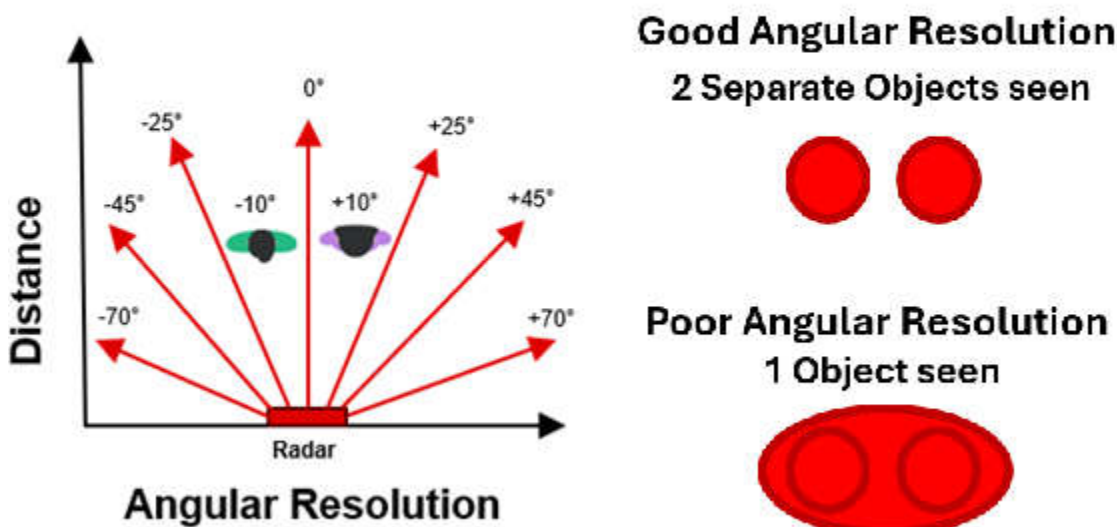 0°
-25°
+25°
-45°
-10°
+10°
+45°
-70°
+70°
Distance
Radar
Angular Resolution
Good Angular Resolution
2 Separate Objects seen
Poor Angular Resolution
1 Object seen